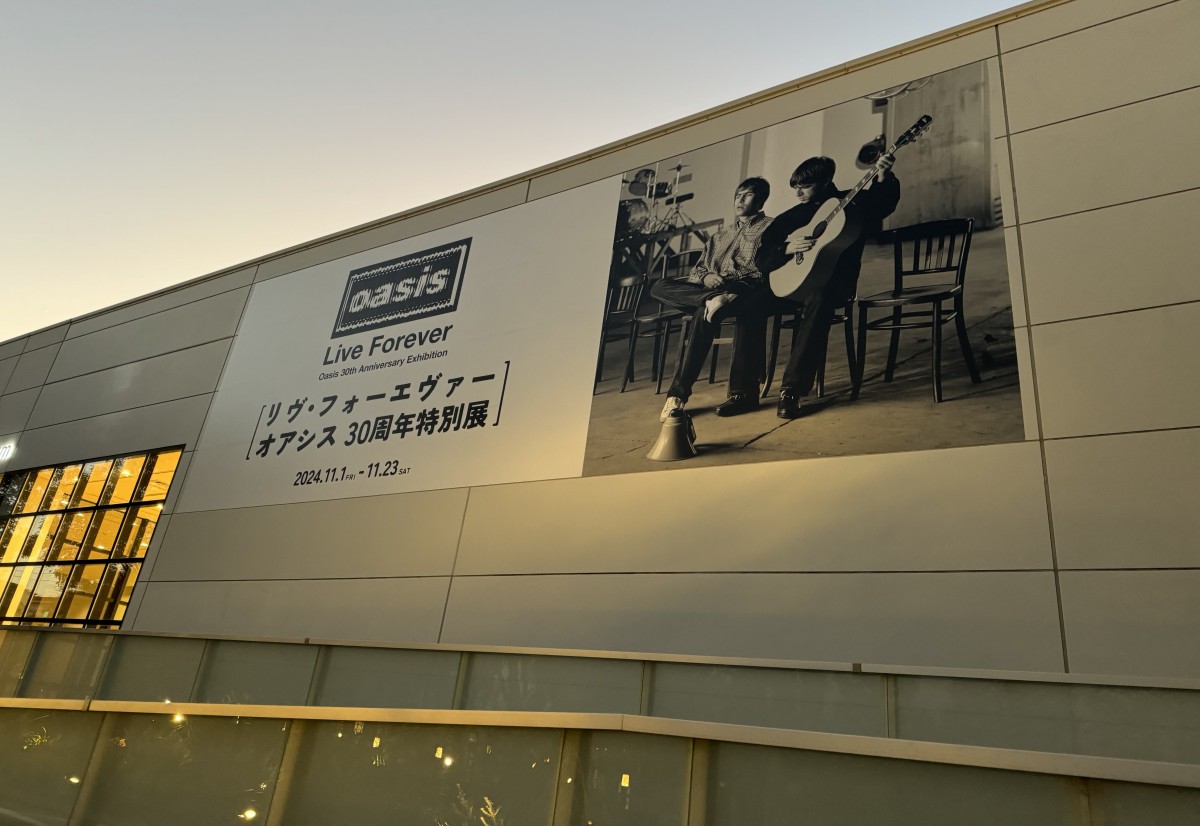 oasis
Live Forever
Oasis 30th Anniversary Exhibition
リヴ・フォーエヴァー
オアシス 30周年特別展
2024.11.1 FRI - 11.23 SAT